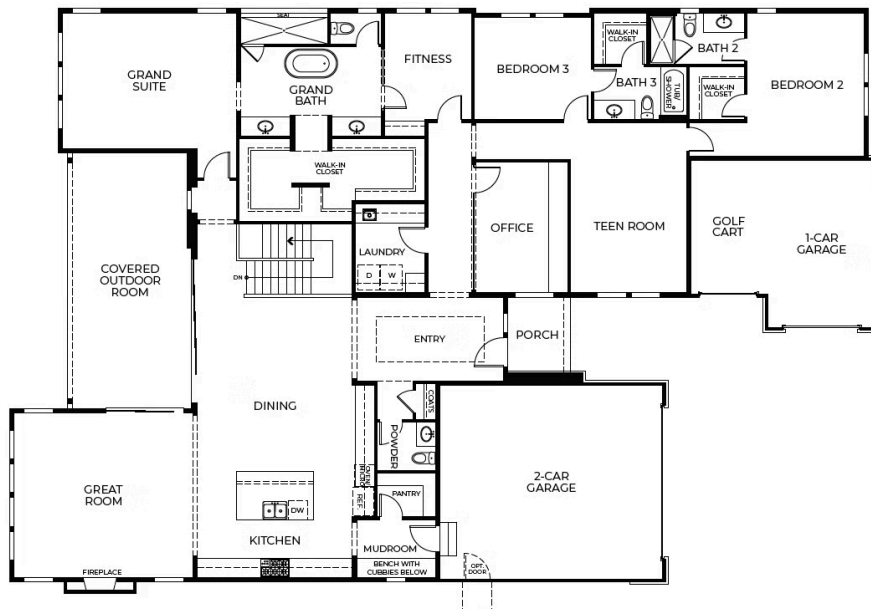 SEAT
GRAND
SUITE
GRAND
BATH
FITNESS
BEDROOM 3
WALK-IN
CLOSET
BATH 2
BATH 3
TUB/
SHOWER
WALK-IN
CLOSET
BEDROOM 2
WALK-IN
CLOSET
LAUNDRY
D
W
OFFICE
TEEN ROOM
GOLF
CART
1-CAR
GARAGE
COVERED
OUTDOOR
ROOM
DN
ENTRY
PORCH
DINING
COATS
POWDER
OVEN/
MICRO
REF.
PANTRY
2-CAR
GARAGE
GREAT
ROOM
DW
KITCHEN
MUDROOM
BENCH WITH
CUBBIES BELOW
OPT.
DOOR
FIREPLACE